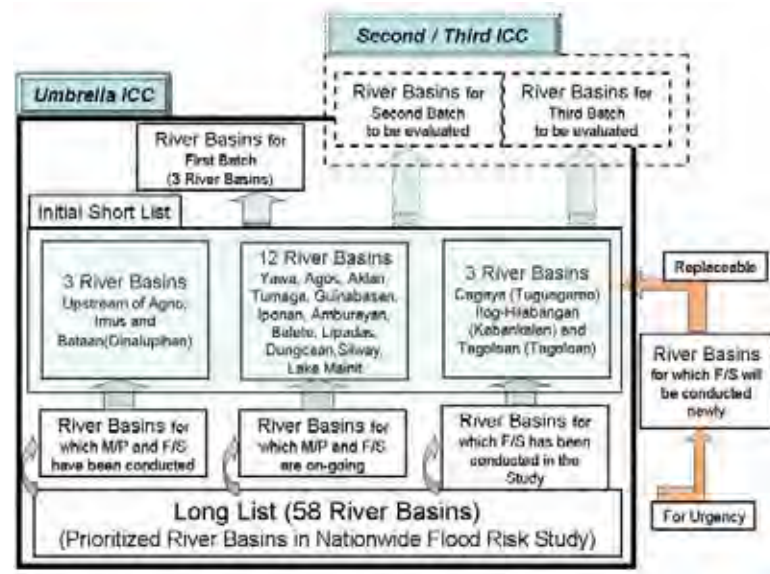 Second / Third ICC
Umbrella ICC
River Basins for
Second Batch
to be evaluated
River Basins for
Third Batch
to be evaluated
River Basins for
First Batch
(3 River Basins)
Initial Short List
3 River Basins
Upstream of Agno,
Imus and
Bataan(Dinalupihan)
12 River Basins
Yawa, Agos, Aklan,
Tumaga, Guinabasan,
Iponan, Amburayan,
Balete, Lipadas,
Dungcaan,Silway,
Lake Mainit
3 River Basins
Ilog-Hilabangan
(Kabankalan) and
Tagoloan (Tagoloan)
Replaceable
River Basins
for which F/S will
be conducted
newly
For Urgency
River Basins for
which M/P and F/S
have been conducted
River Basins for
which M/P and F/S
are on-going
River Basins for
which F/S has been
conducted in the
Study
Long List (58 River Basins)
(Prioritized River Basins in Nationwide Flood Risk Study)